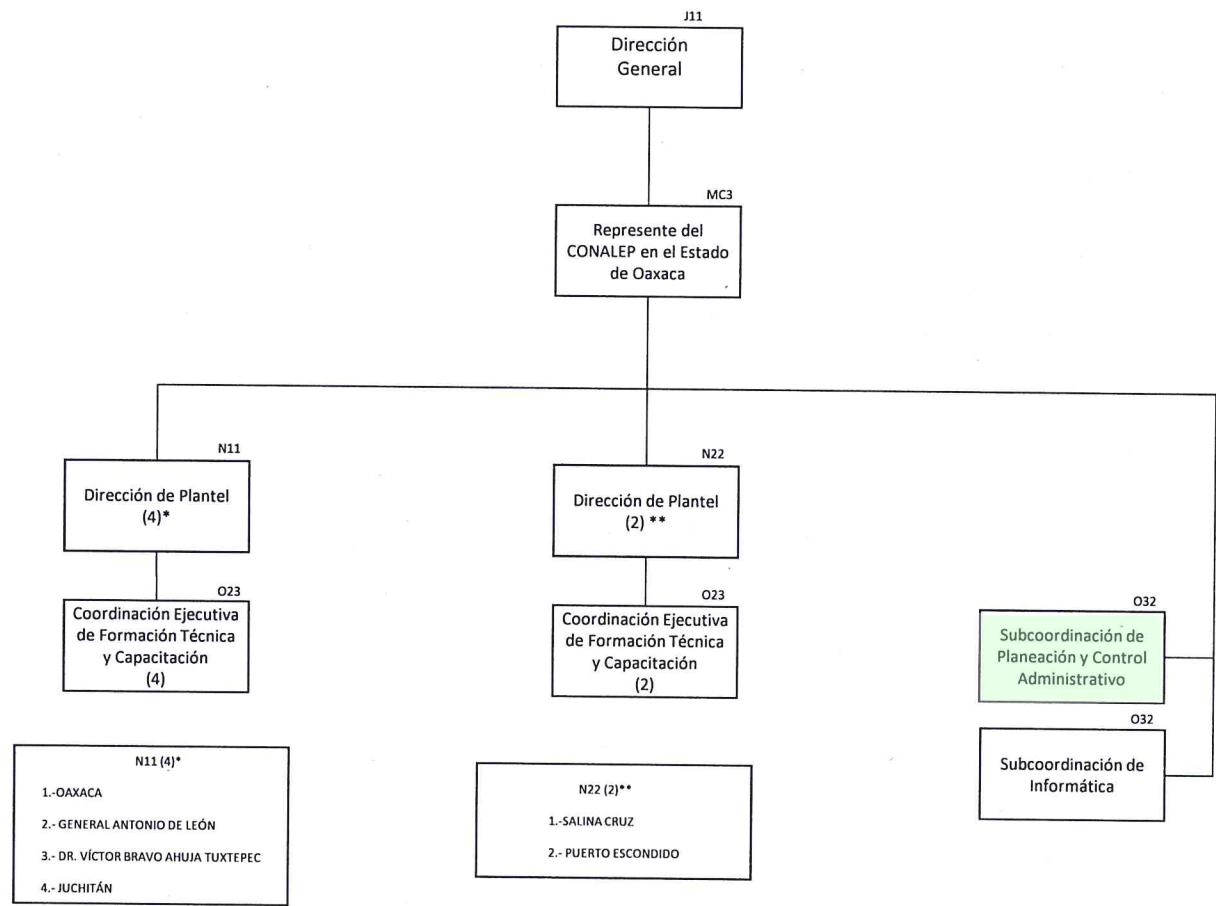 J11
Dirección
General
MC3
Represente del
CONALEP en el Estado
de Oaxaca
N11
Dirección de Plantel
(4)*
N22
Dirección de Plantel
(2) **
O23
Coordinación Ejecutiva
de Formación Técnica
y Capacitación
(4)
O23
Coordinación Ejecutiva
de Formación Técnica
y Capacitación
(2)
O32
Subcoordinación de
Planeación y Control
Administrativo
O32
Subcoordinación de
Informática
N11 (4)*
1.-OAXACA
2.- GENERAL ANTONIO DE LEÓN
3.- DR. VÍCTOR BRAVO AHUJA TUXTEPEC
4.- JUCHITÁN
N22 (2)**
1.-SALINA CRUZ
2.- PUERTO ESCONDIDO